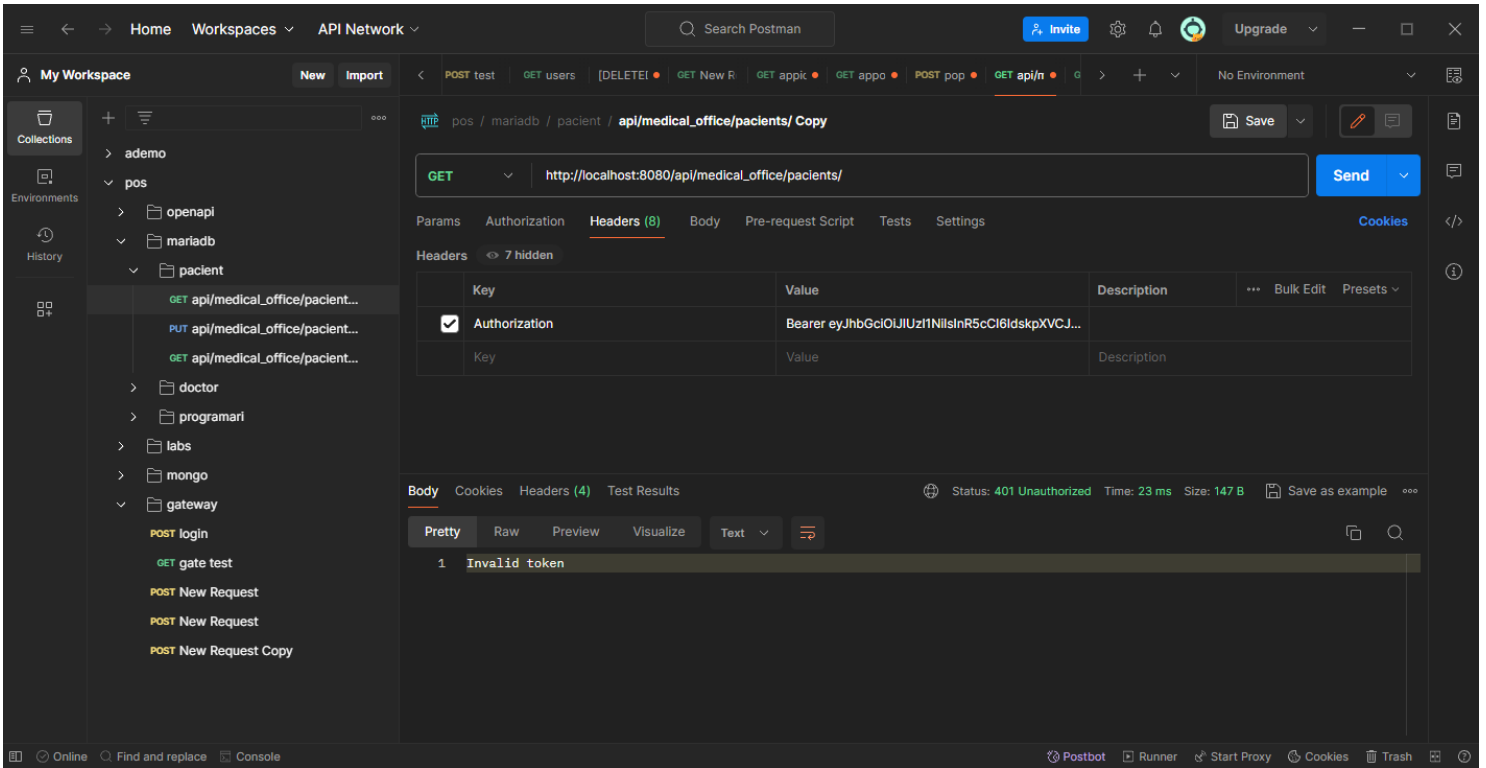 Home Workspaces API Network Search Postman Invite Upgrade
My Workspace New Import POST test GET users [DELETE] GET New R GET appic GET appo POST pop GET api/m G No Environment
Collections
Environments
History
ademo
pos
openapi
mariadb
pacient
GET api/medical_office/pacient...
PUT api/medical_office/pacient...
GET api/medical_office/pacient...
doctor
programari
labs
mongo
gateway
POST login
GET gate test
POST New Request
POST New Request
POST New Request Copy
HTTP pos / mariadb / pacient / api/medical_office/pacients/ Copy Save
GET http://localhost:8080/api/medical_office/pacients/ Send
Params Authorization Headers (8) Body Pre-request Script Tests Settings Cookies
Headers 7 hidden
Key Value Description Bulk Edit Presets
Authorization Bearer eyJhbGciOiJIUzI1NiIsInR5cCI6IdskpXVCJ...
Key Value Description
Body Cookies Headers (4) Test Results Status: 401 Unauthorized Time: 23 ms Size: 147 B Save as example
Pretty Raw Preview Visualize Text
1 Invalid token
Online Find and replace Console Postbot Runner Start Proxy Cookies Trash